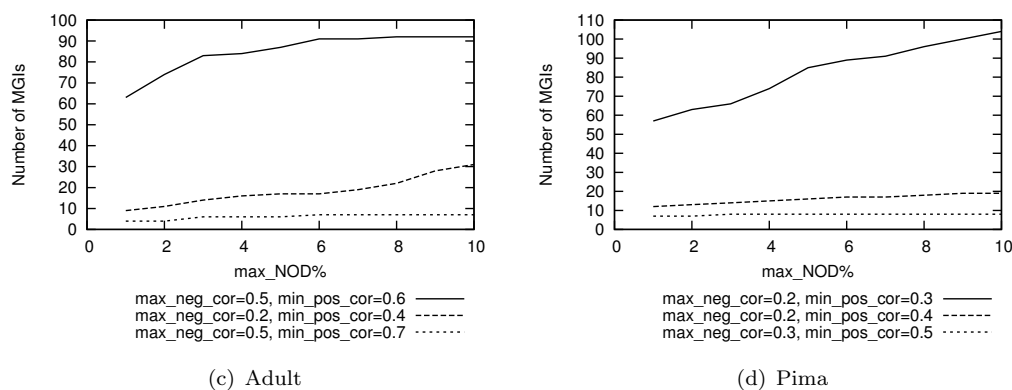 100
90
80
70
60
50
40
30
20
10
0
Number of MGIs
0 2 4 6 8 10
max_NOD%
max_neg_cor=0.5, min_pos_cor=0.6
max_neg_cor=0.2, min_pos_cor=0.4
max_neg_cor=0.5, min_pos_cor=0.7
(c) Adult
110
100
90
80
70
60
50
40
30
20
10
0
Number of MGIs
0 2 4 6 8 10
max_NOD%
max_neg_cor=0.2, min_pos_cor=0.3
max_neg_cor=0.2, min_pos_cor=0.4
max_neg_cor=0.3, min_pos_cor=0.5
(d) Pima